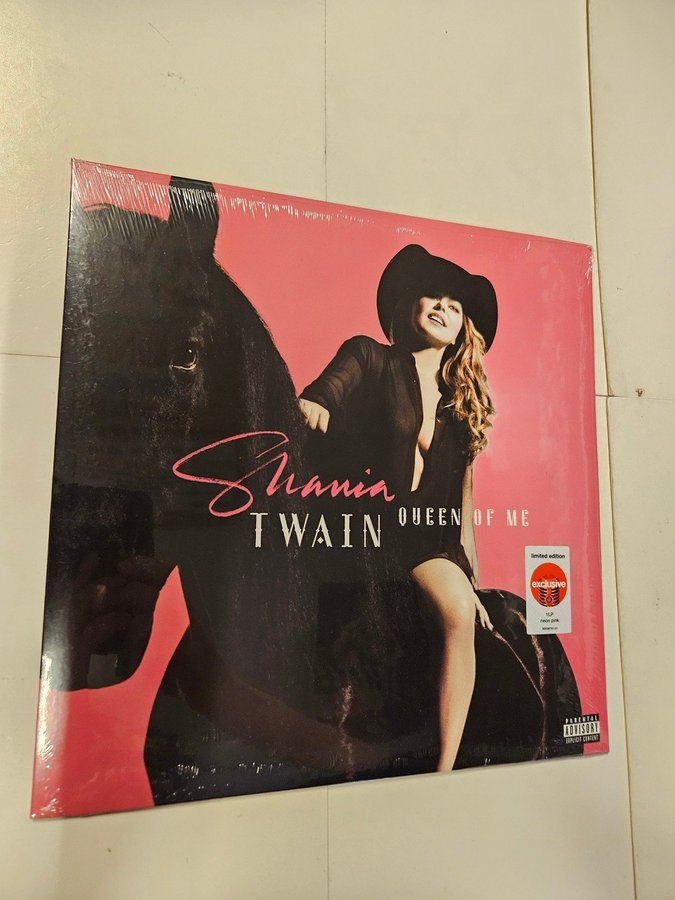 Shania
TWAIN
QUEEN OF ME
limited edition
exclusive
1LP
neon pink
PARENTAL
ADVISORY
EXPLICIT CONTENT